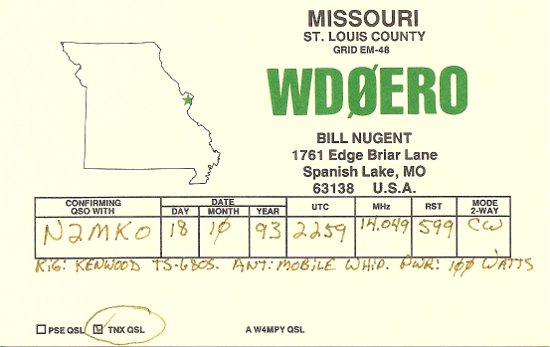 MISSOURI
ST. LOUIS COUNTY
GRID EM-48
WDØERO
BILL NUGENT
1761 Edge Briar Lane
Spanish Lake, MO
63138 U.S.A.
CONFIRMING QSO WITH DATE DAY MONTH YEAR UTC MHz RST MODE 2-WAY
N2MKO 18 1Ø 93 2259 14.049 599 CW
RIG: KENWOOD TS-680S. ANT: MOBILE WHIP. PWR: 1ØØ WATTS
PSE QSL TNX QSL A W4MPY QSL